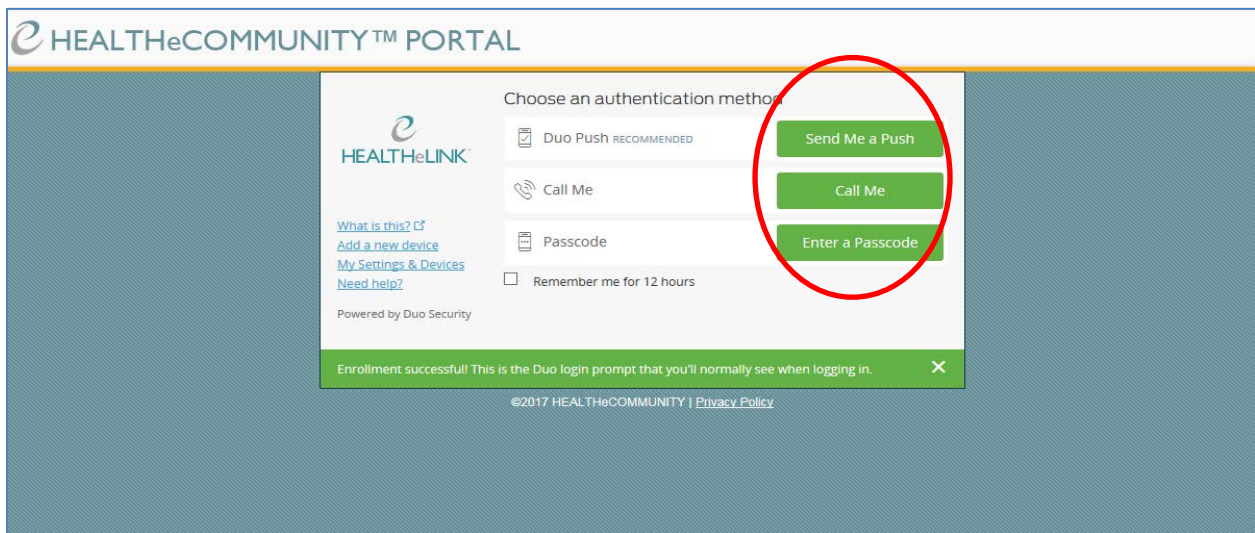 HEALTHeCOMMUNITY™ PORTAL
HEALTHeLINK™
What is this?
Add a new device
My Settings & Devices
Need help?
Powered by Duo Security
Choose an authentication method
Duo Push RECOMMENDED Send Me a Push
Call Me Call Me
Passcode Enter a Passcode
Remember me for 12 hours
Enrollment successful! This is the Duo login prompt that you'll normally see when logging in.
©2017 HEALTHeCOMMUNITY | Privacy Policy